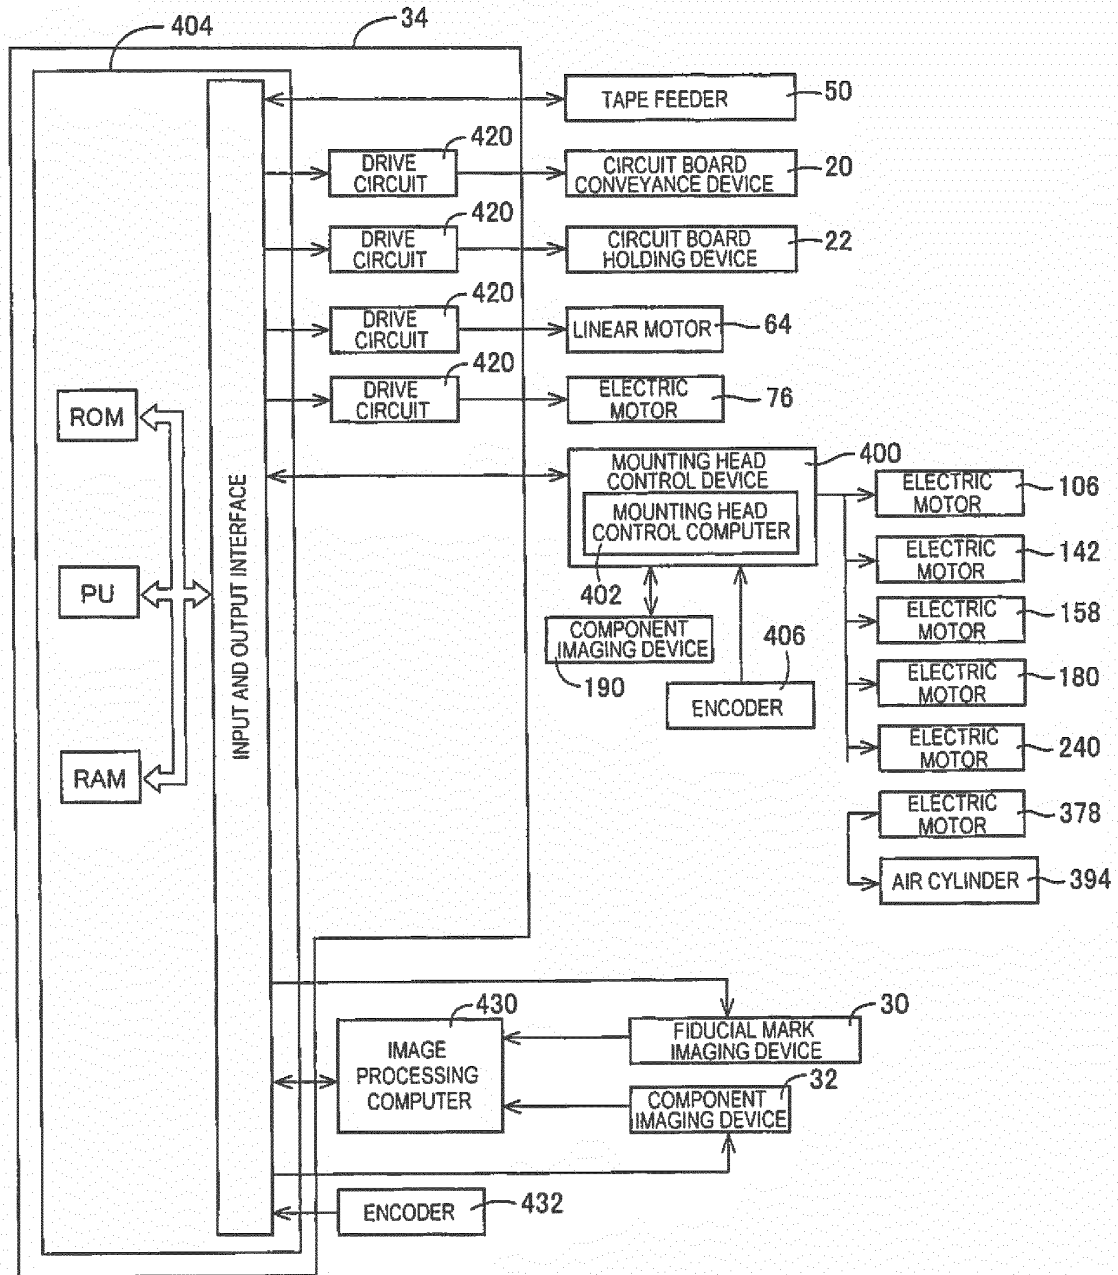 404
34
TAPE FEEDER
50
DRIVE
CIRCUIT
420
CIRCUIT BOARD
CONVEYANCE DEVICE
20
DRIVE
CIRCUIT
420
CIRCUIT BOARD
HOLDING DEVICE
22
DRIVE
CIRCUIT
420
LINEAR MOTOR
64
DRIVE
CIRCUIT
420
ELECTRIC
MOTOR
76
ROM
PU
RAM
INPUT AND OUTPUT INTERFACE
MOUNTING HEAD
CONTROL DEVICE
400
MOUNTING HEAD
CONTROL COMPUTER
402
COMPONENT
IMAGING DEVICE
190
406
ENCODER
ELECTRIC
MOTOR
106
ELECTRIC
MOTOR
142
ELECTRIC
MOTOR
158
ELECTRIC
MOTOR
180
ELECTRIC
MOTOR
240
ELECTRIC
MOTOR
378
AIR CYLINDER
394
430
IMAGE
PROCESSING
COMPUTER
30
FIDUCIAL MARK
IMAGING DEVICE
32
COMPONENT
IMAGING DEVICE
ENCODER
432